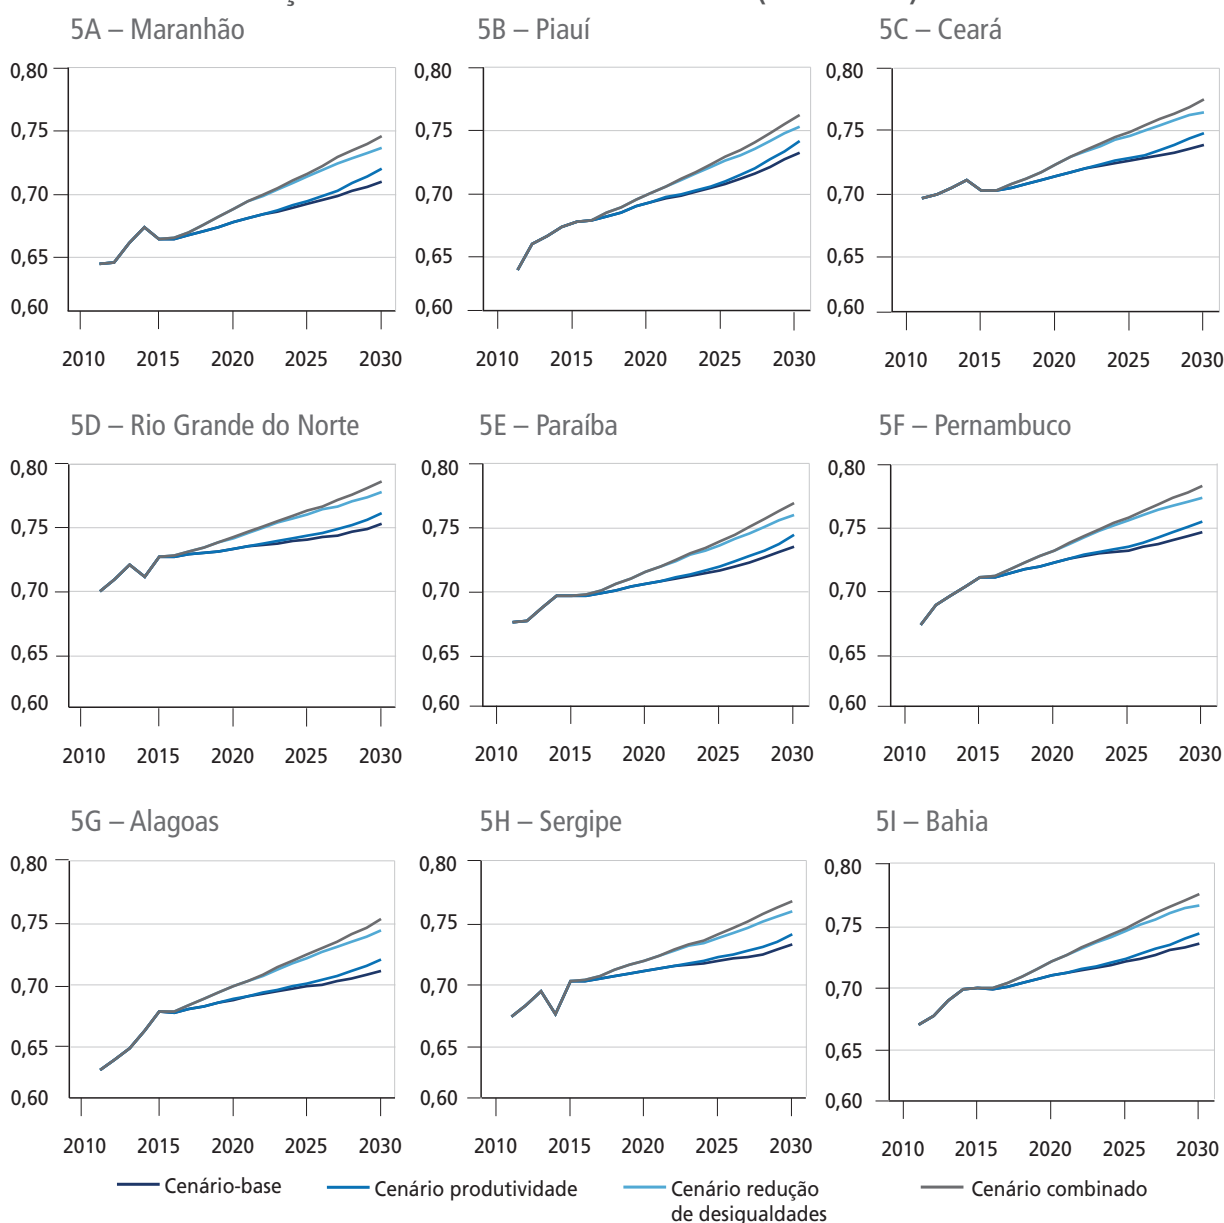 5A – Maranhão
5B – Piauí
5C – Ceará
0,80
0,75
0,70
0,65
0,60
2010 2015 2020 2025 2030
0,80
0,75
0,70
0,65
0,60
2010 2015 2020 2025 2030
0,80
0,75
0,70
0,65
0,60
2010 2015 2020 2025 2030
5D – Rio Grande do Norte
5E – Paraíba
5F – Pernambuco
0,80
0,75
0,70
0,65
0,60
2010 2015 2020 2025 2030
0,80
0,75
0,70
0,65
0,60
2010 2015 2020 2025 2030
0,80
0,75
0,70
0,65
0,60
2010 2015 2020 2025 2030
5G – Alagoas
5H – Sergipe
5I – Bahia
0,80
0,75
0,70
0,65
0,60
2010 2015 2020 2025 2030
0,80
0,75
0,70
0,65
0,60
2010 2015 2020 2025 2030
0,80
0,75
0,70
0,65
0,60
2010 2015 2020 2025 2030
Cenário-base
Cenário produtividade
Cenário redução
de desigualdades
Cenário combinado